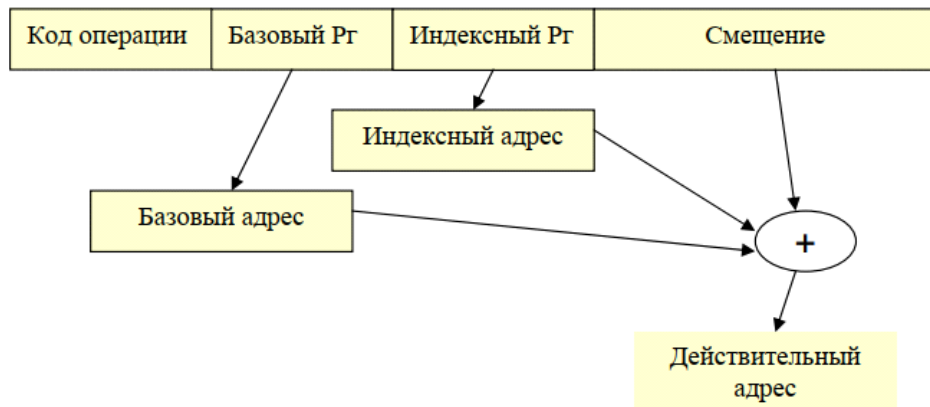 Код операции
Базовый Рг
Индексный Рг
Смещение
Индексный адрес
Базовый адрес
+
Действительный
адрес